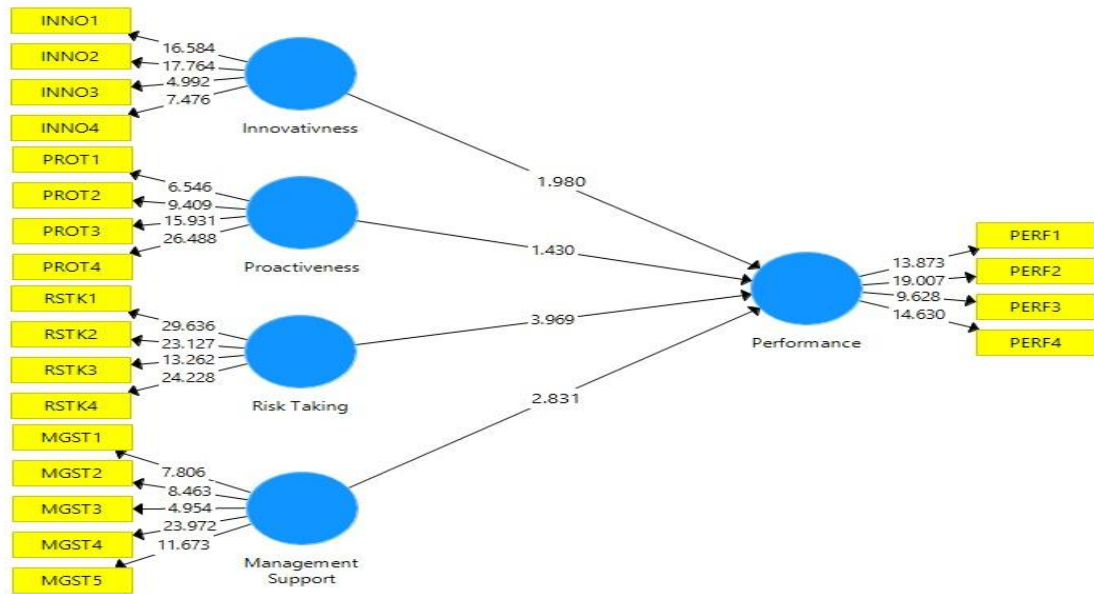 INNO1
16.584
INNO2
17.764
INNO3
4.992
7.476
INNO4
Innovativness
PROT1
6.546
PROT2
9.409
PROT3
15.931
26.488
PROT4
Proactiveness
RSTK1
29.636
RSTK2
23.127
RSTK3
13.262
24.228
RSTK4
Risk Taking
MGST1
7.806
MGST2
8.463
MGST3
4.954
23.972
MGST4
11.673
MGST5
Management
Support
1.980
1.430
3.969
2.831
Performance
PERF1
13.873
PERF2
19.007
9.628
PERF3
14.630
PERF4